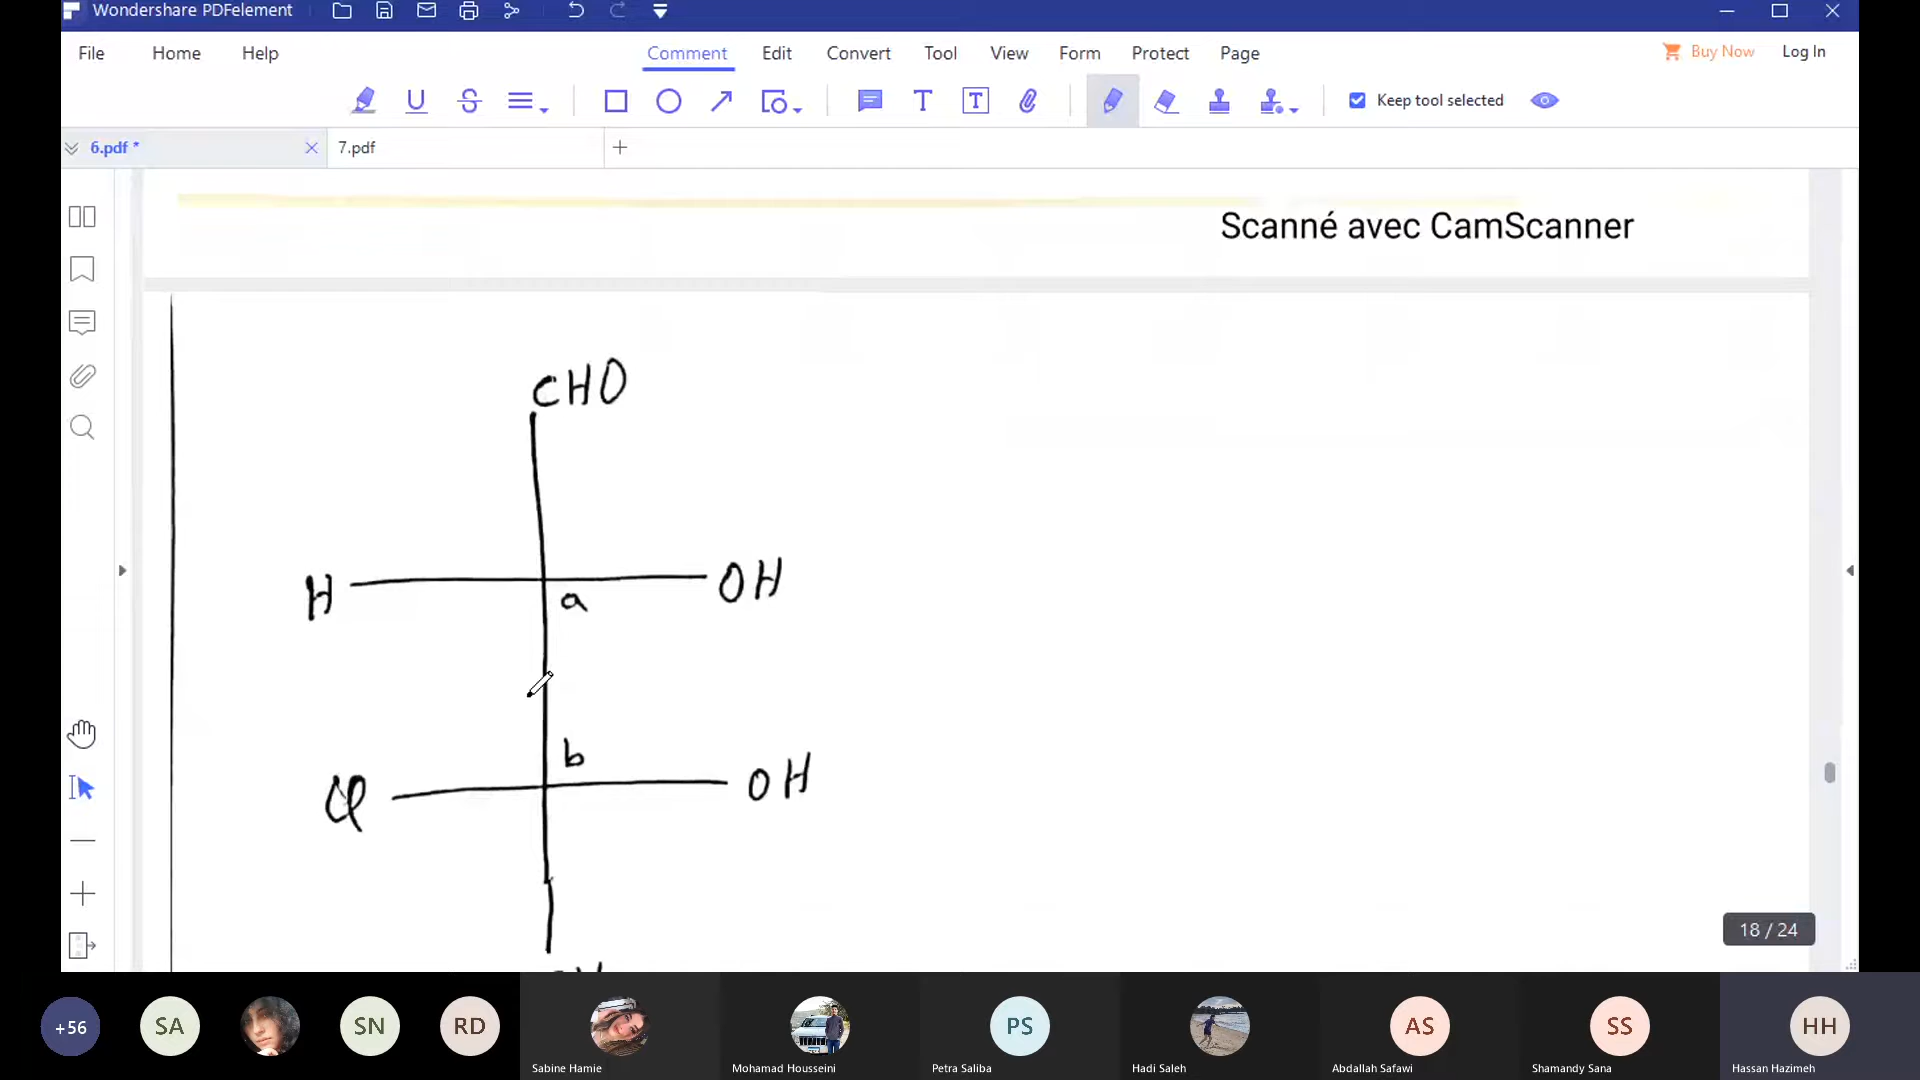 Wondershare PDFelement
File Home Help Comment Edit Convert Tool View Form Protect Page Buy Now Log In
Keep tool selected
6.pdf * 7.pdf
Scanné avec CamScanner
CHO
H OH
a
b
OH
18 / 24
+56 SA SN RD PS AS SS HH
Sabine Hamie Mohamad Housseini Petra Saliba Hadi Saleh Abdallah Safawi Shamandy Sana Hassan Hazimeh